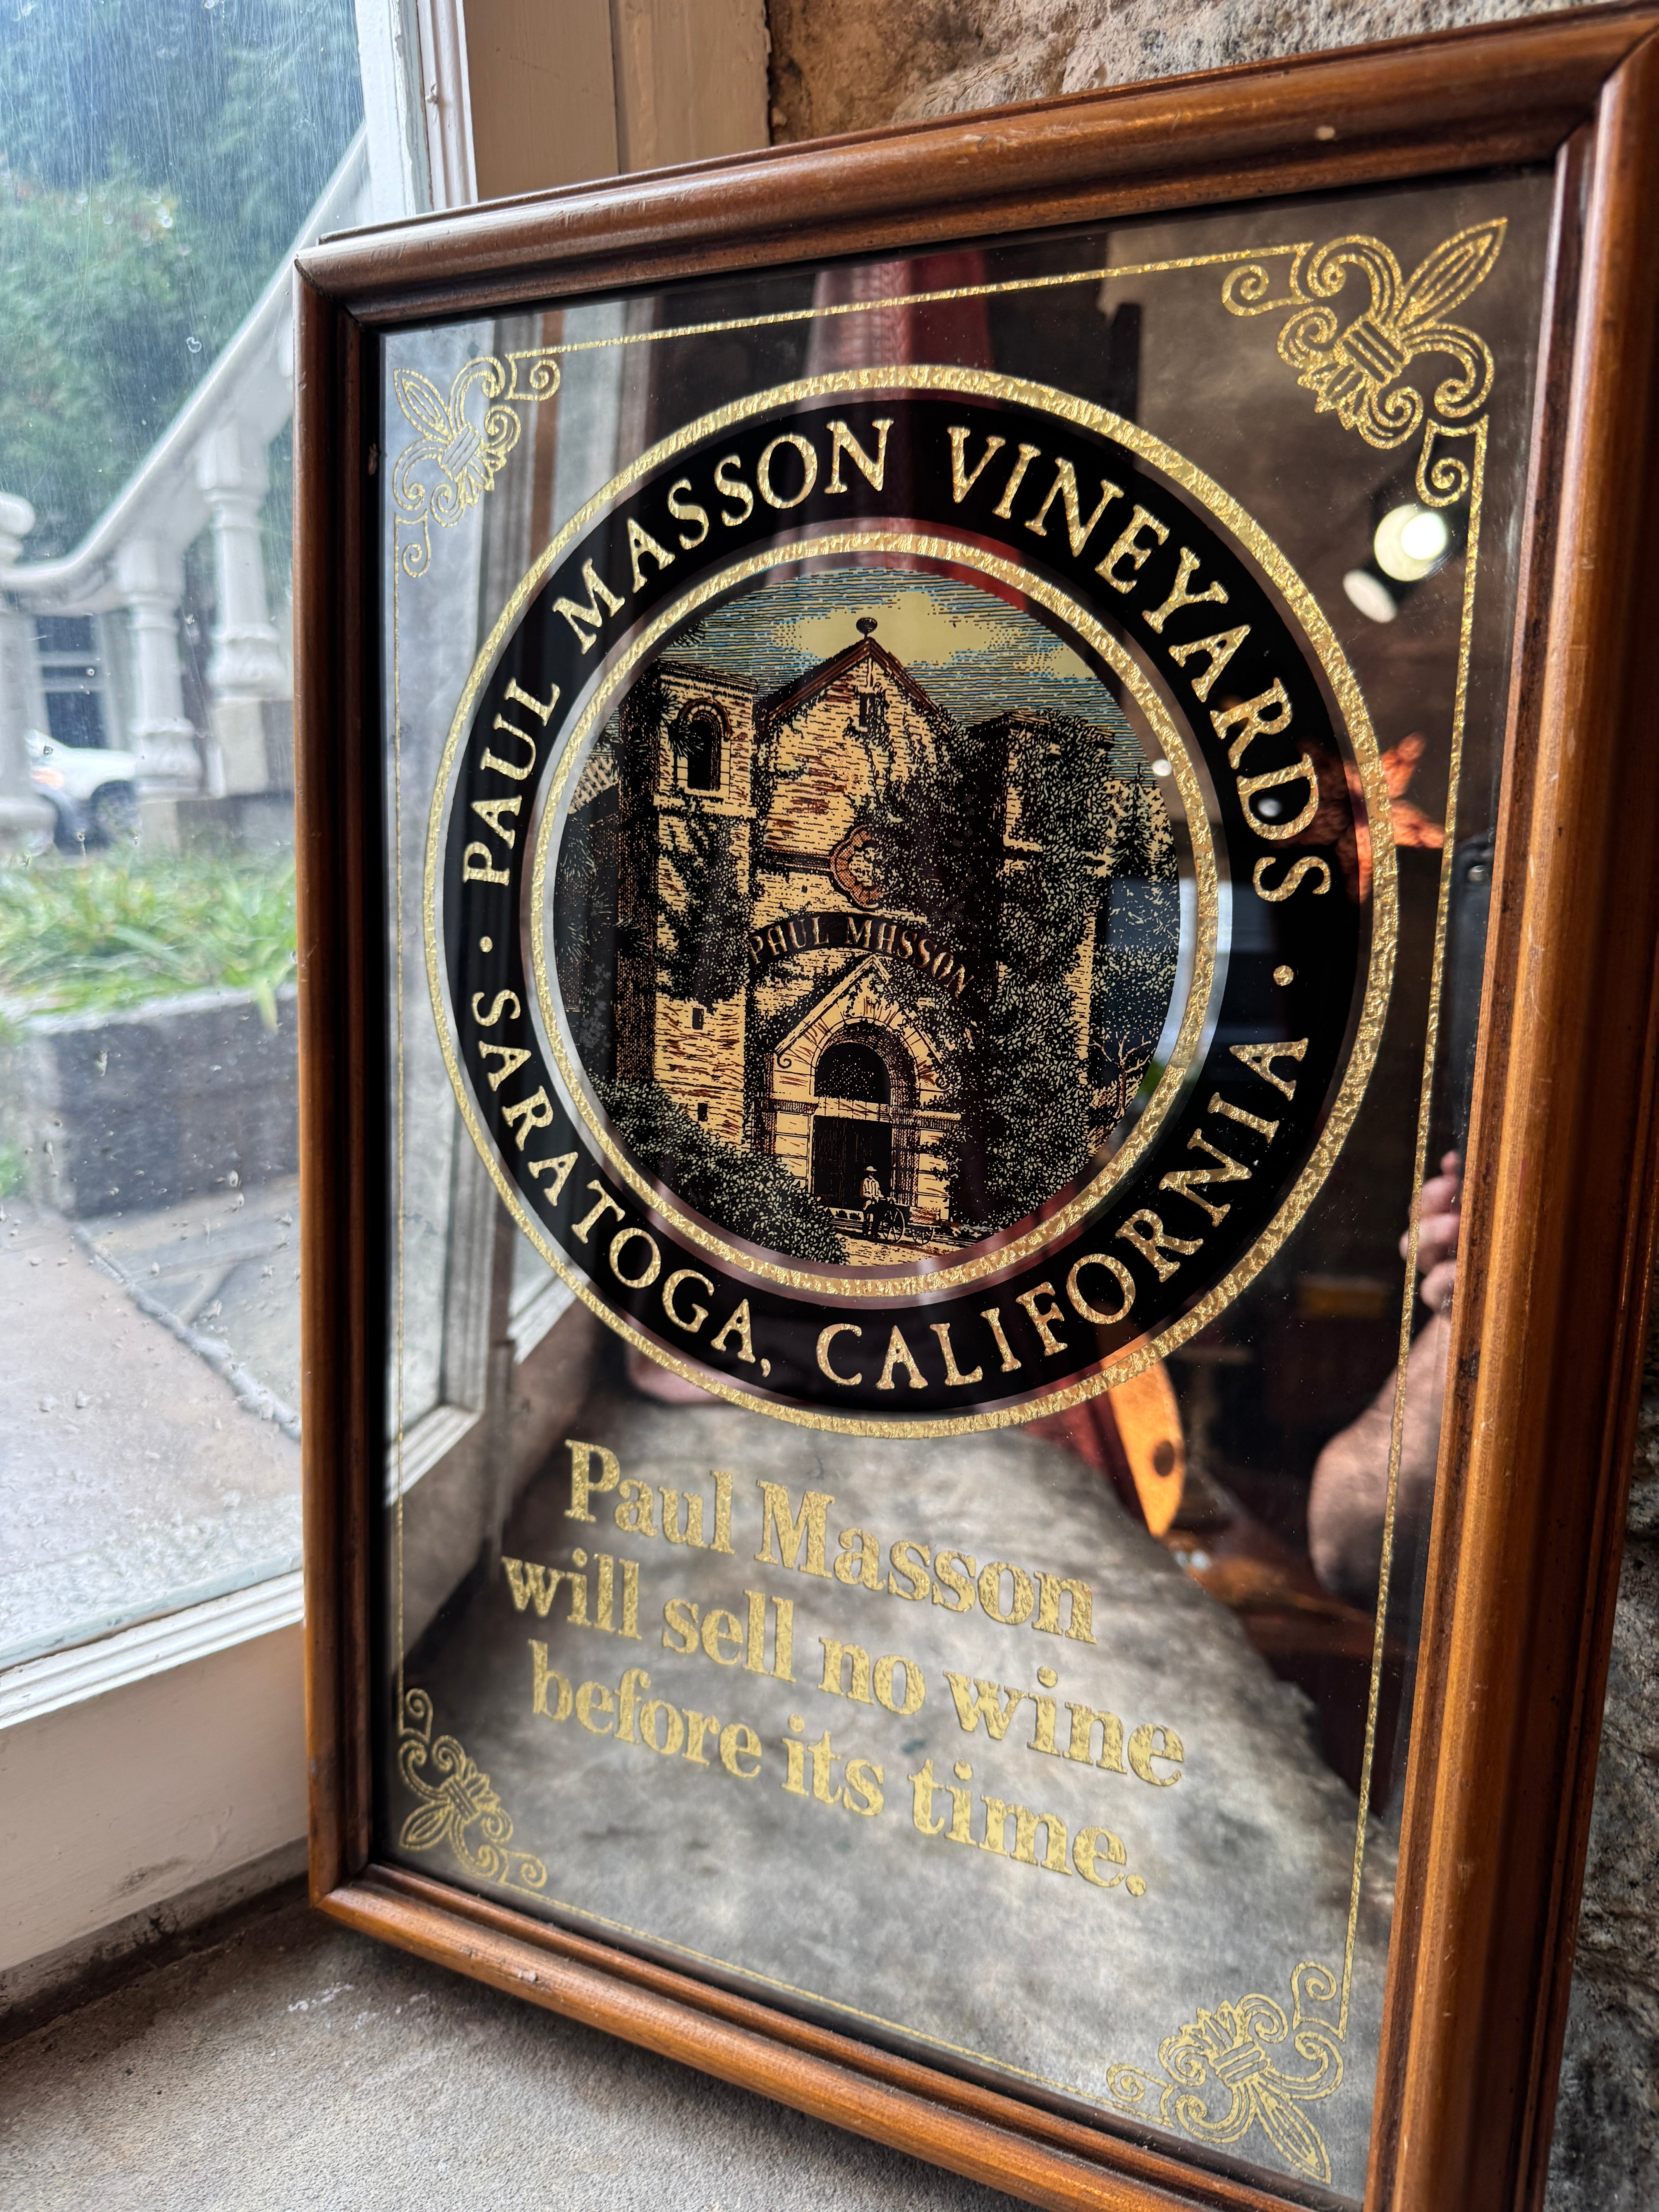 PAUL MASSON VINEYARDS
PAUL MASSON
· SARATOGA, CALIFORNIA ·
Paul Masson
will sell no wine
before its time.